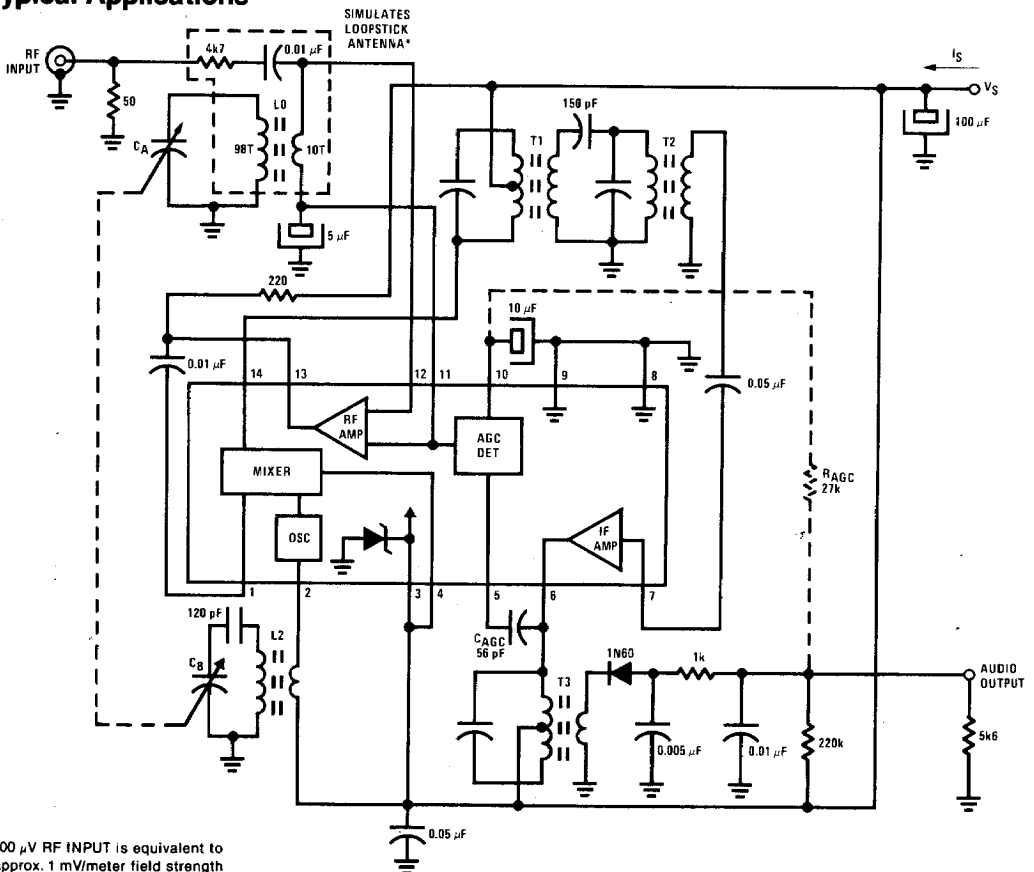 Typical Applications
SIMULATES
LOOPSTICK
ANTENNA*
RF
INPUT
4k7
0.01 µF
50
CA
L0
98T
10T
5 µF
220
150 pF
T1
T2
IS
VS
100 µF
0.01 µF
10 µF
0.05 µF
14
13
12
11
10
9
8
RF
AMP
AGC
DET
MIXER
OSC
IF
AMP
RAGC
27k
1
2
3
4
5
6
7
120 pF
L2
CB
CAGC
56 pF
T3
1N60
1k
0.005 µF
0.01 µF
220k
AUDIO
OUTPUT
5k6
0.05 µF
00 µV RF INPUT is equivalent to
approx. 1 mV/meter field strength